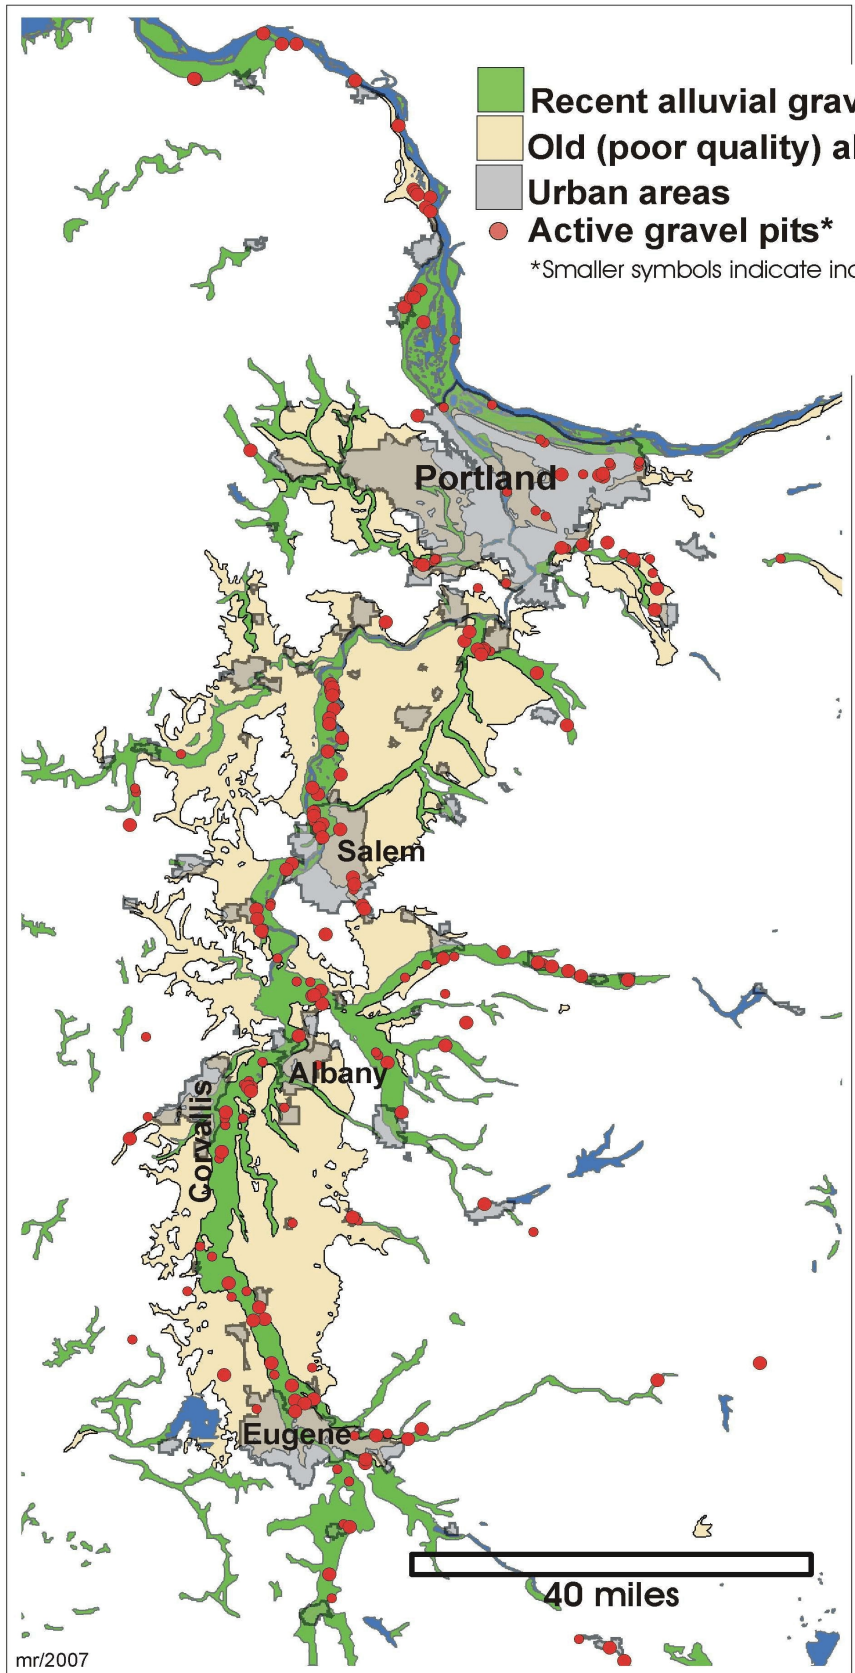 Recent alluvial grav
Old (poor quality) al
Urban areas
Active gravel pits*
*Smaller symbols indicate inc
Portland
Salem
Albany
Corvallis
Eugene
40 miles
mr/2007